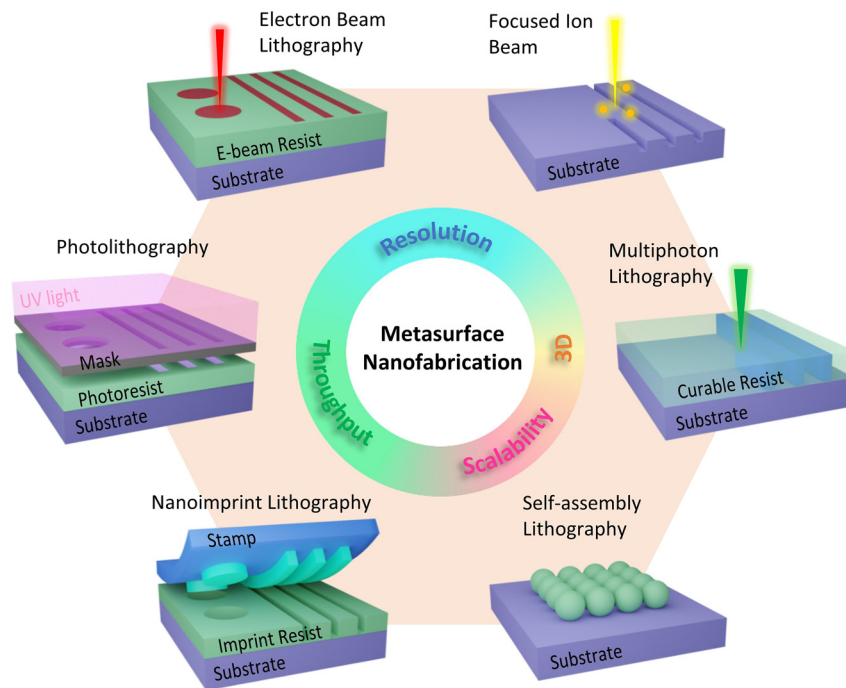 Electron Beam
Lithography
E-beam Resist
Substrate
Focused Ion
Beam
Substrate
Photolithography
UV light
Mask
Photoresist
Substrate
Resolution
3D
Scalability
Throughput
Metasurface
Nanofabrication
Multiphoton
Lithography
Curable Resist
Substrate
Nanoimprint Lithography
Stamp
Imprint Resist
Substrate
Self-assembly
Lithography
Substrate